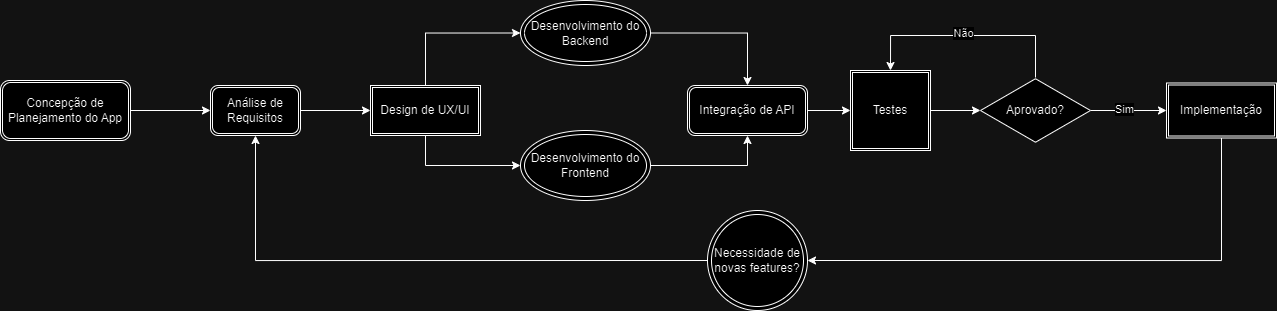 Concepção de
Planejamento do App
Análise de
Requisitos
Design de UX/UI
Desenvolvimento do
Backend
Desenvolvimento do
Frontend
Integração de API
Testes
Não
Aprovado?
Sim
Implementação
Necessidade de
novas features?